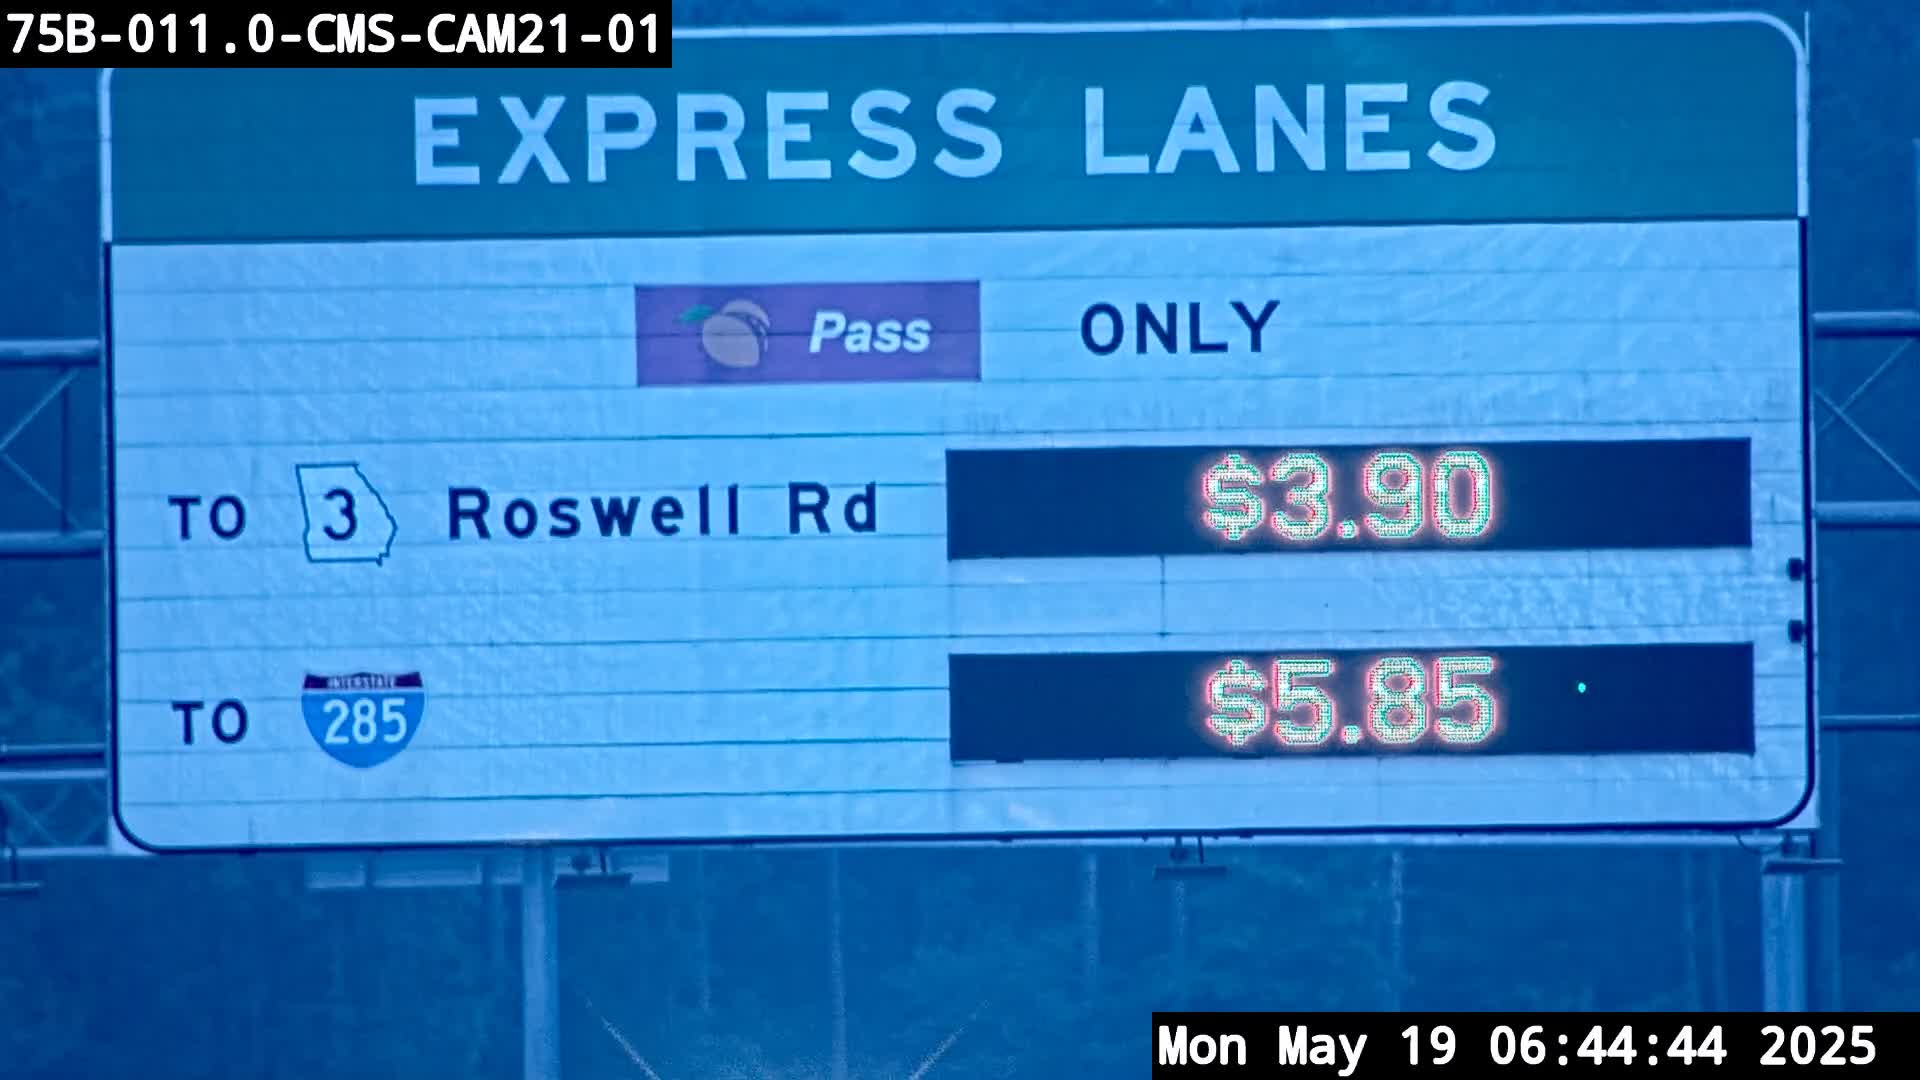 75B-011.0-CMS-CAM21-01
EXPRESS LANES
Pass ONLY
TO 3 Roswell Rd $3.90
TO INTERSTATE 285 $5.85
Mon May 19 06:44:44 2025